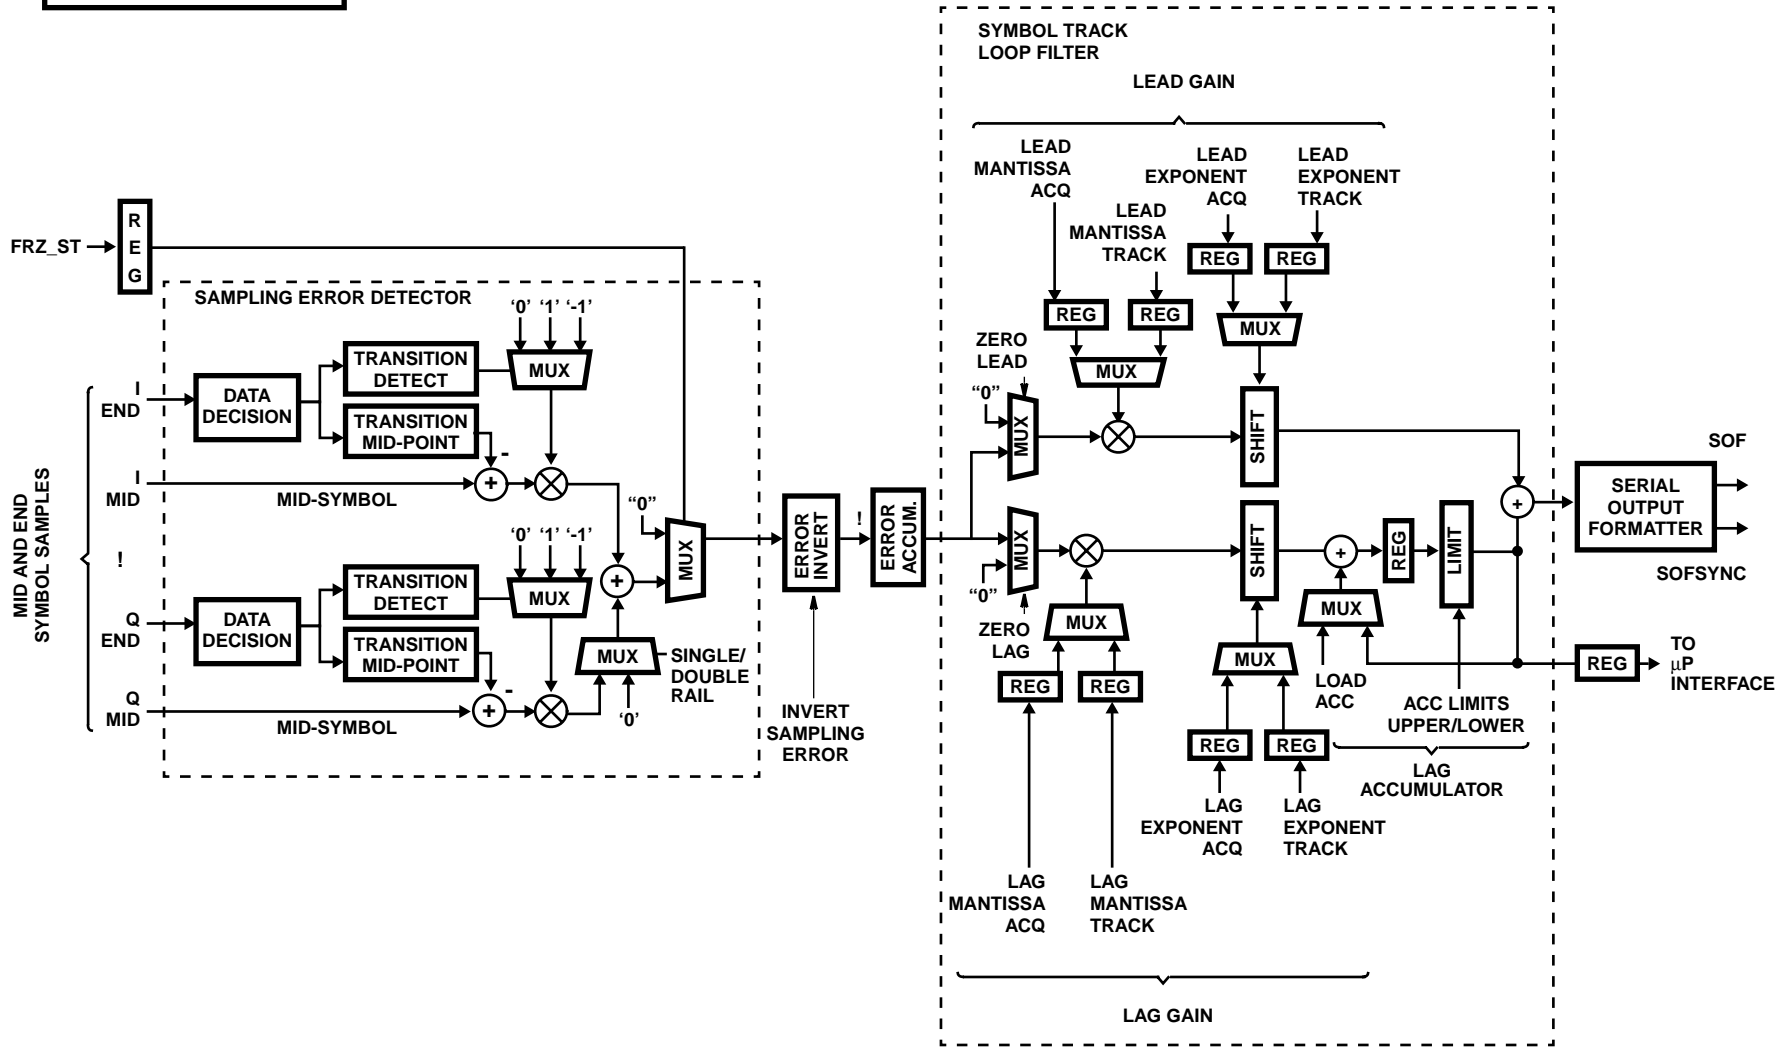 SYMBOL TRACK
LOOP FILTER
LEAD GAIN
LEAD
MANTISSA
ACQ
LEAD
MANTISSA
TRACK
LEAD
EXPONENT
ACQ
LEAD
EXPONENT
TRACK
REG
REG
REG
REG
MUX
MUX
FRZ_ST
R
E
G
SAMPLING ERROR DETECTOR
‘0’ ‘1’ ‘-1’
TRANSITION
DETECT
MUX
I
END
DATA
DECISION
TRANSITION
MID-POINT
-
+
I
MID
MID-SYMBOL
MID AND END
SYMBOL SAMPLES
!
‘0’ ‘1’ ‘-1’
TRANSITION
DETECT
MUX
Q
END
DATA
DECISION
TRANSITION
MID-POINT
-
+
Q
MID
MID-SYMBOL
+
MUX
SINGLE/
DOUBLE
RAIL
‘0’
“0”
MUX
ERROR
INVERT
INVERT
SAMPLING
ERROR
!
ERROR
ACCUM.
ZERO
LEAD
“0”
MUX
SHIFT
MUX
“0”
ZERO
LAG
MUX
REG
REG
LAG
MANTISSA
ACQ
LAG
MANTISSA
TRACK
SHIFT
MUX
REG
REG
LAG
EXPONENT
ACQ
LAG
EXPONENT
TRACK
+
REG
LIMIT
MUX
LOAD
ACC
ACC LIMITS
UPPER/LOWER
LAG
ACCUMULATOR
+
SERIAL
OUTPUT
FORMATTER
SOF
SOFSYNC
REG
TO
µP
INTERFACE
LAG GAIN